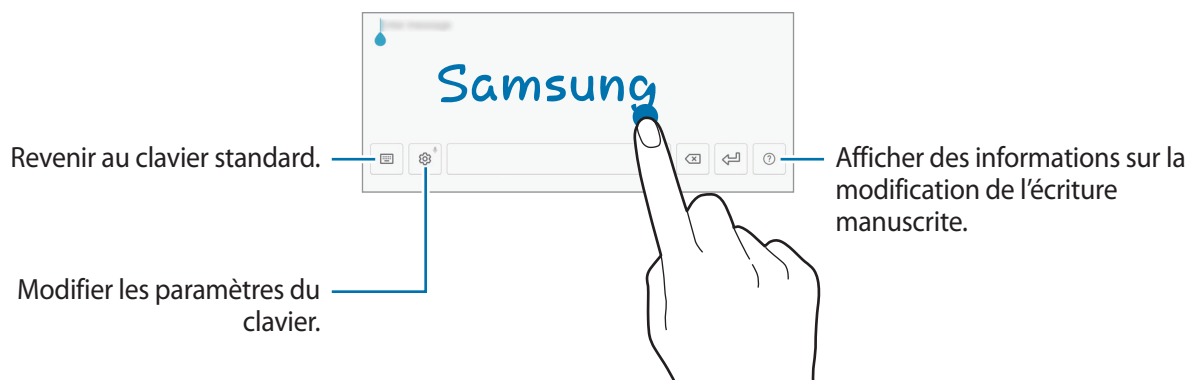 Samsung
Revenir au clavier standard.
Afficher des informations sur la
modification de l’écriture
manuscrite.
Modifier les paramètres du
clavier.